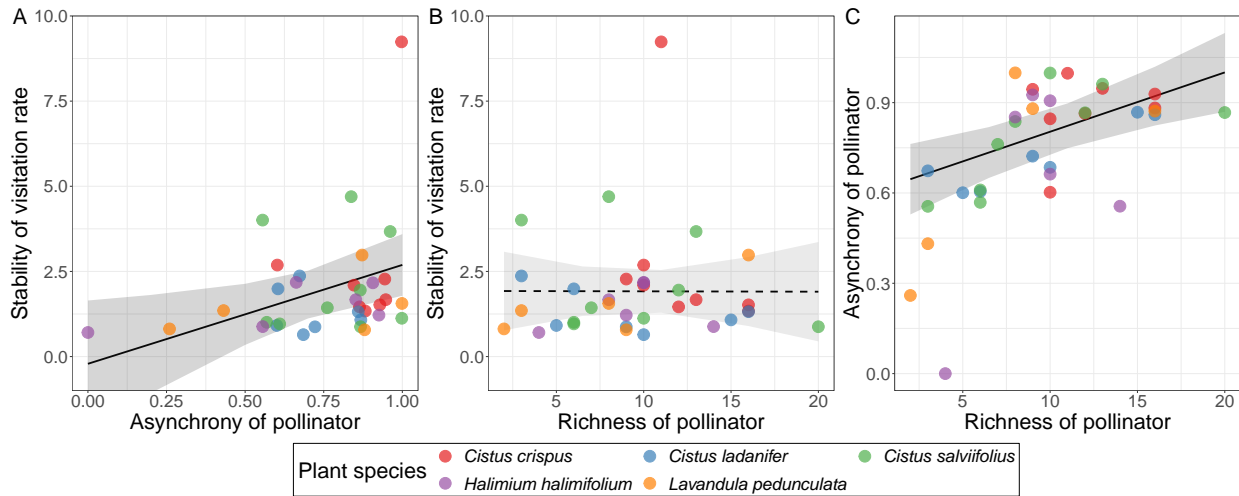 A
B
C
10.0
7.5
5.0
2.5
0.0
Stability of visitation rate
0.00
0.25
0.50
0.75
1.00
Asynchrony of pollinator
10.0
7.5
5.0
2.5
0.0
Stability of visitation rate
5
10
15
20
Richness of pollinator
0.9
0.6
0.3
0.0
Asynchrony of pollinator
5
10
15
20
Richness of pollinator
Plant species
Cistus crispus
Cistus ladanifer
Cistus salviifolius
Halimium halimifolium
Lavandula pedunculata